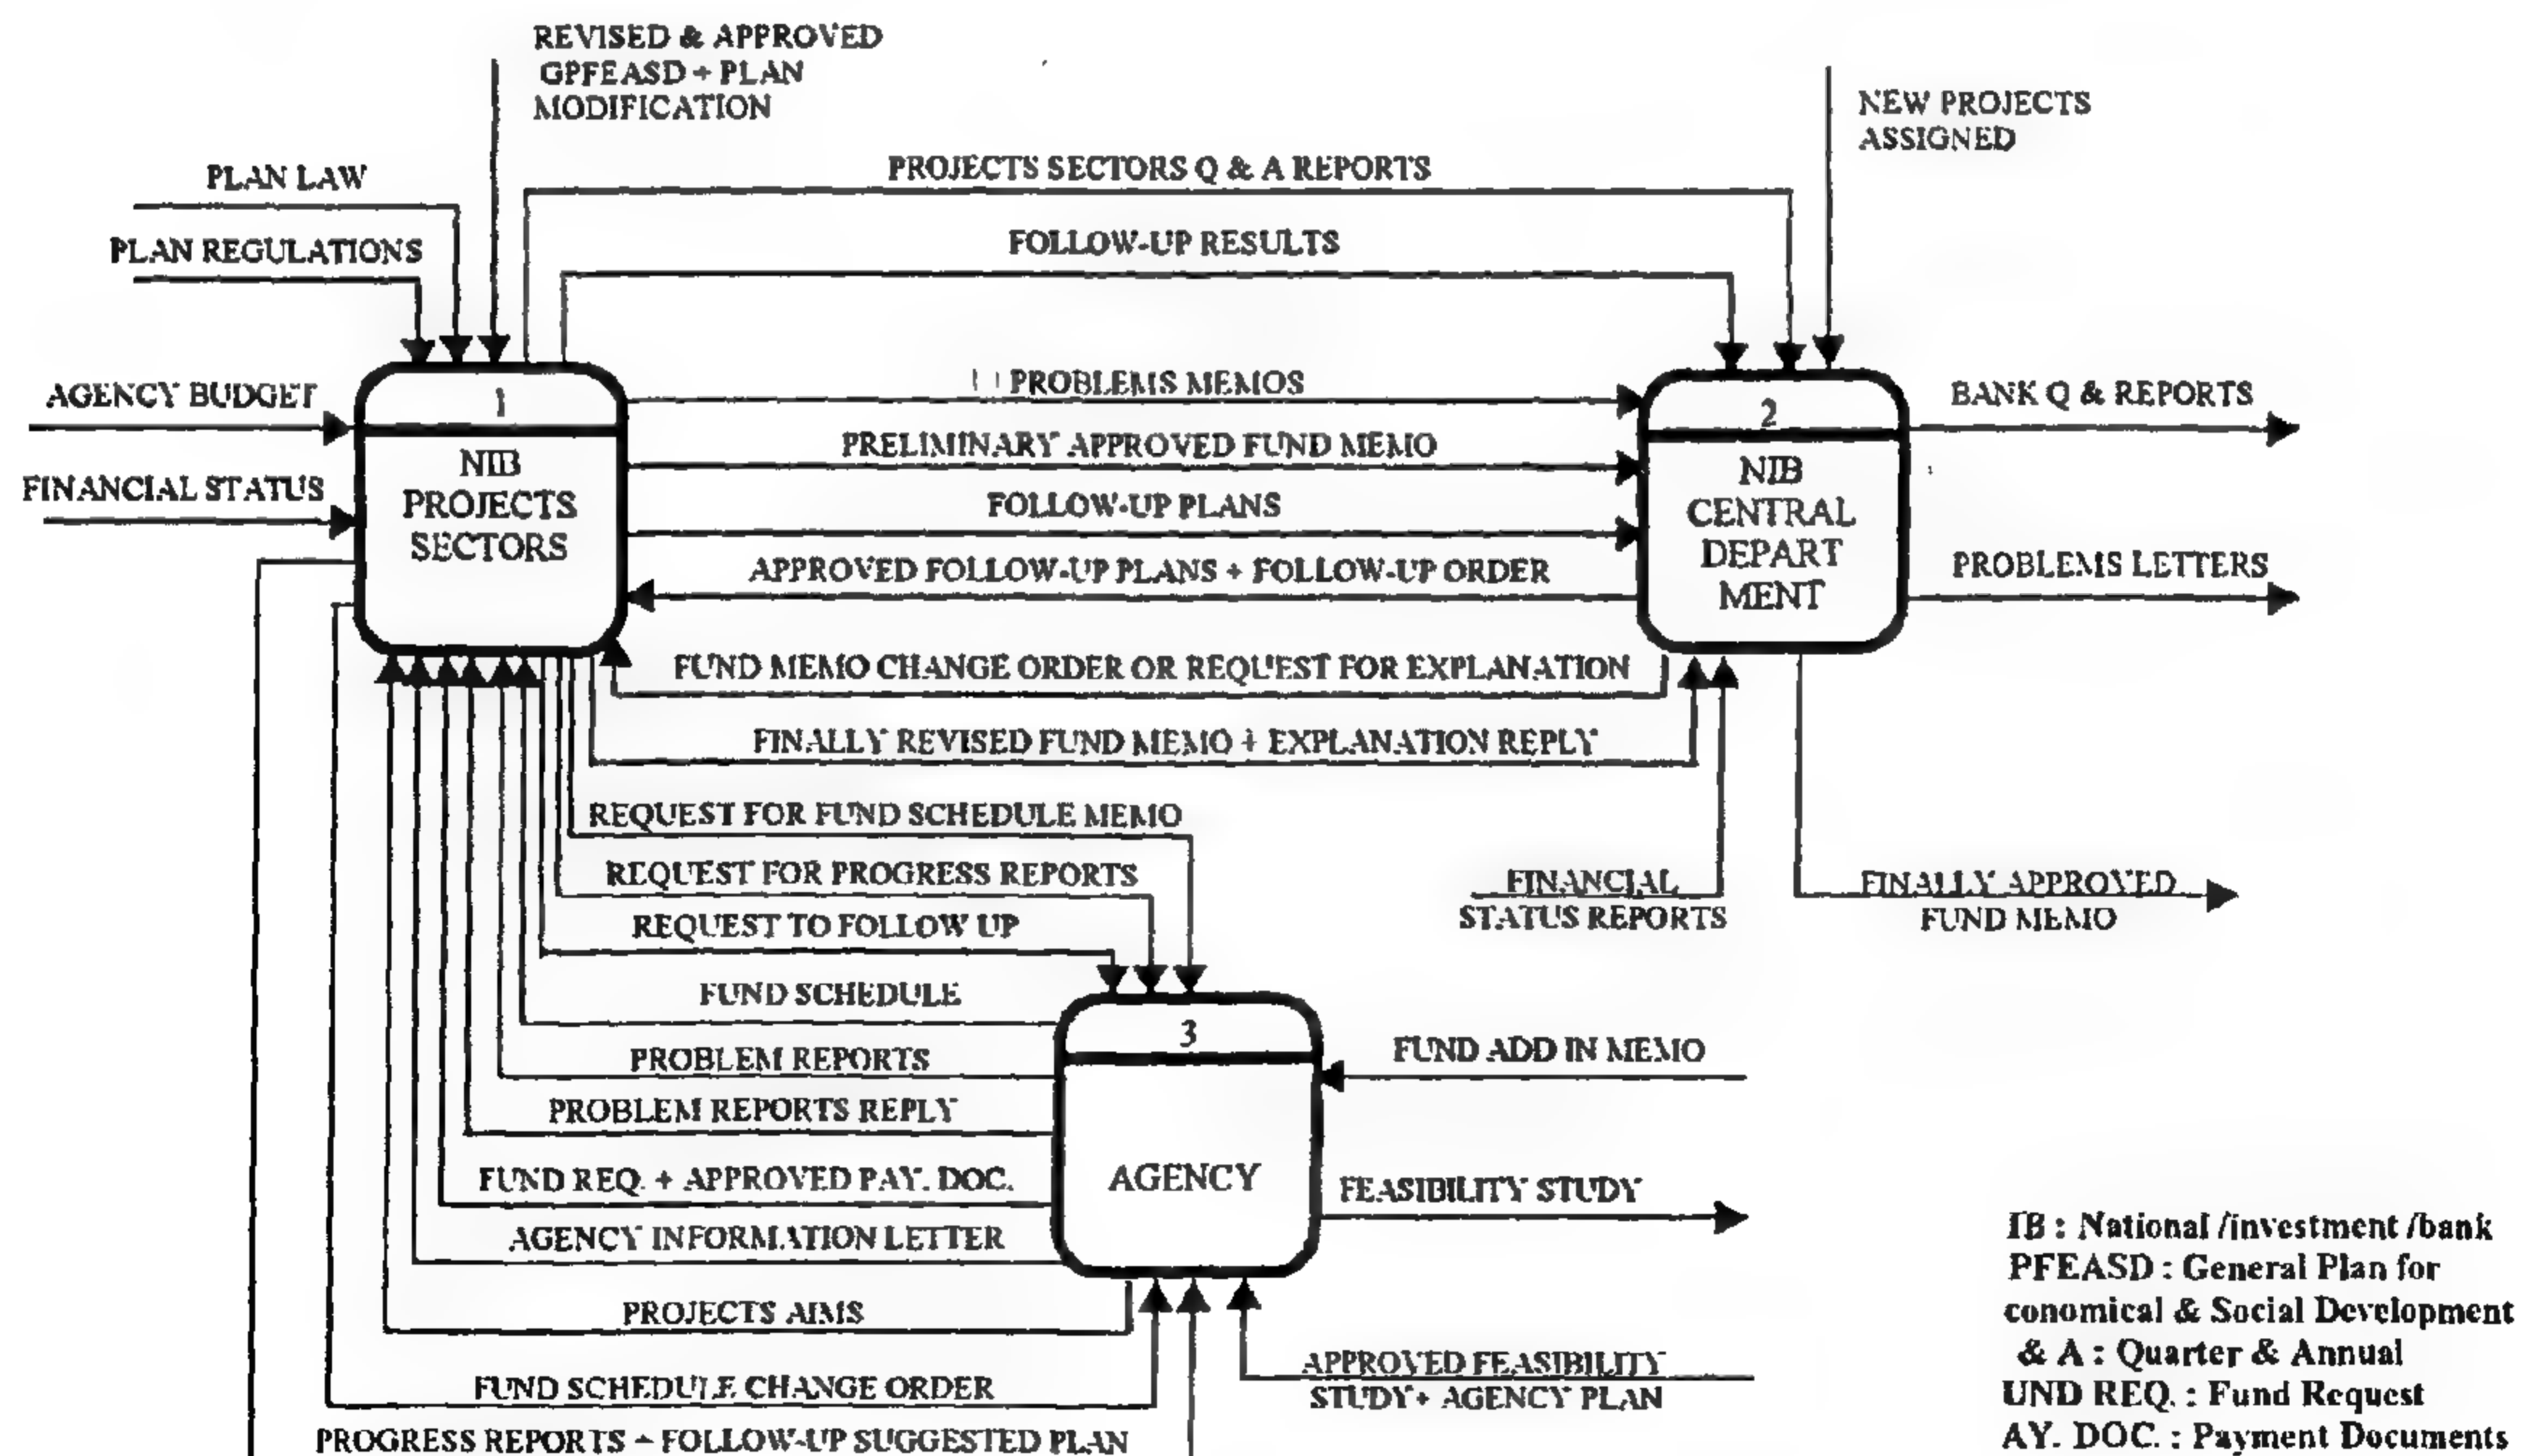 REVISED & APPROVED
GPFEASD + PLAN
MODIFICATION
NEW PROJECTS
ASSIGNED
PLAN LAW
PROJECTS SECTORS Q & A REPORTS
PLAN REGULATIONS
FOLLOW-UP RESULTS
AGENCY BUDGET
1
PROBLEMS MEMOS
2
BANK Q & REPORTS
PRELIMINARY APPROVED FUND MEMO
NIB
PROJECTS
SECTORS
NIB
CENTRAL
DEPART
MENT
FINANCIAL STATUS
FOLLOW-UP PLANS
APPROVED FOLLOW-UP PLANS + FOLLOW-UP ORDER
PROBLEMS LETTERS
FUND MEMO CHANGE ORDER OR REQUEST FOR EXPLANATION
FINALLY REVISED FUND MEMO + EXPLANATION REPLY
REQUEST FOR FUND SCHEDULE MEMO
REQUEST FOR PROGRESS REPORTS
FINANCIAL
STATUS REPORTS
FINALLY APPROVED
FUND MEMO
REQUEST TO FOLLOW UP
FUND SCHEDULE
3
PROBLEM REPORTS
FUND ADD IN MEMO
PROBLEM REPORTS REPLY
FUND REQ. + APPROVED PAY. DOC.
AGENCY
FEASIBILITY STUDY
AGENCY INFORMATION LETTER
PROJECTS AIMS
APPROVED FEASIBILITY
STUDY+ AGENCY PLAN
FUND SCHEDULE CHANGE ORDER
PROGRESS REPORTS + FOLLOW-UP SUGGESTED PLAN
IB : National /investment /bank
PFEASD : General Plan for
conomical & Social Development
& A : Quarter & Annual
UND REQ. : Fund Request
AY. DOC. : Payment Documents